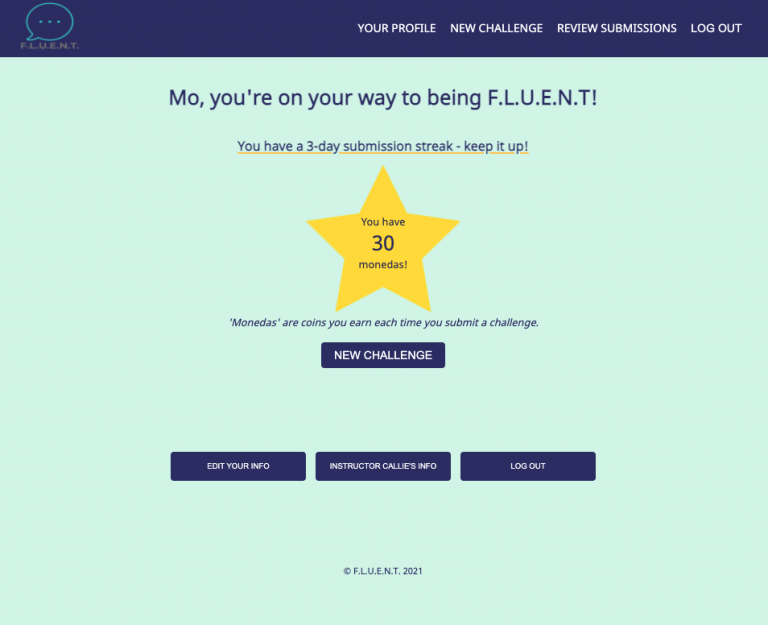 F.L.U.E.N.T.
YOUR PROFILE NEW CHALLENGE REVIEW SUBMISSIONS LOG OUT
Mo, you're on your way to being F.L.U.E.N.T!
You have a 3-day submission streak - keep it up!
You have
30
monedas!
'Monedas' are coins you earn each time you submit a challenge.
NEW CHALLENGE
EDIT YOUR INFO INSTRUCTOR CALLIE'S INFO LOG OUT
© F.L.U.E.N.T. 2021